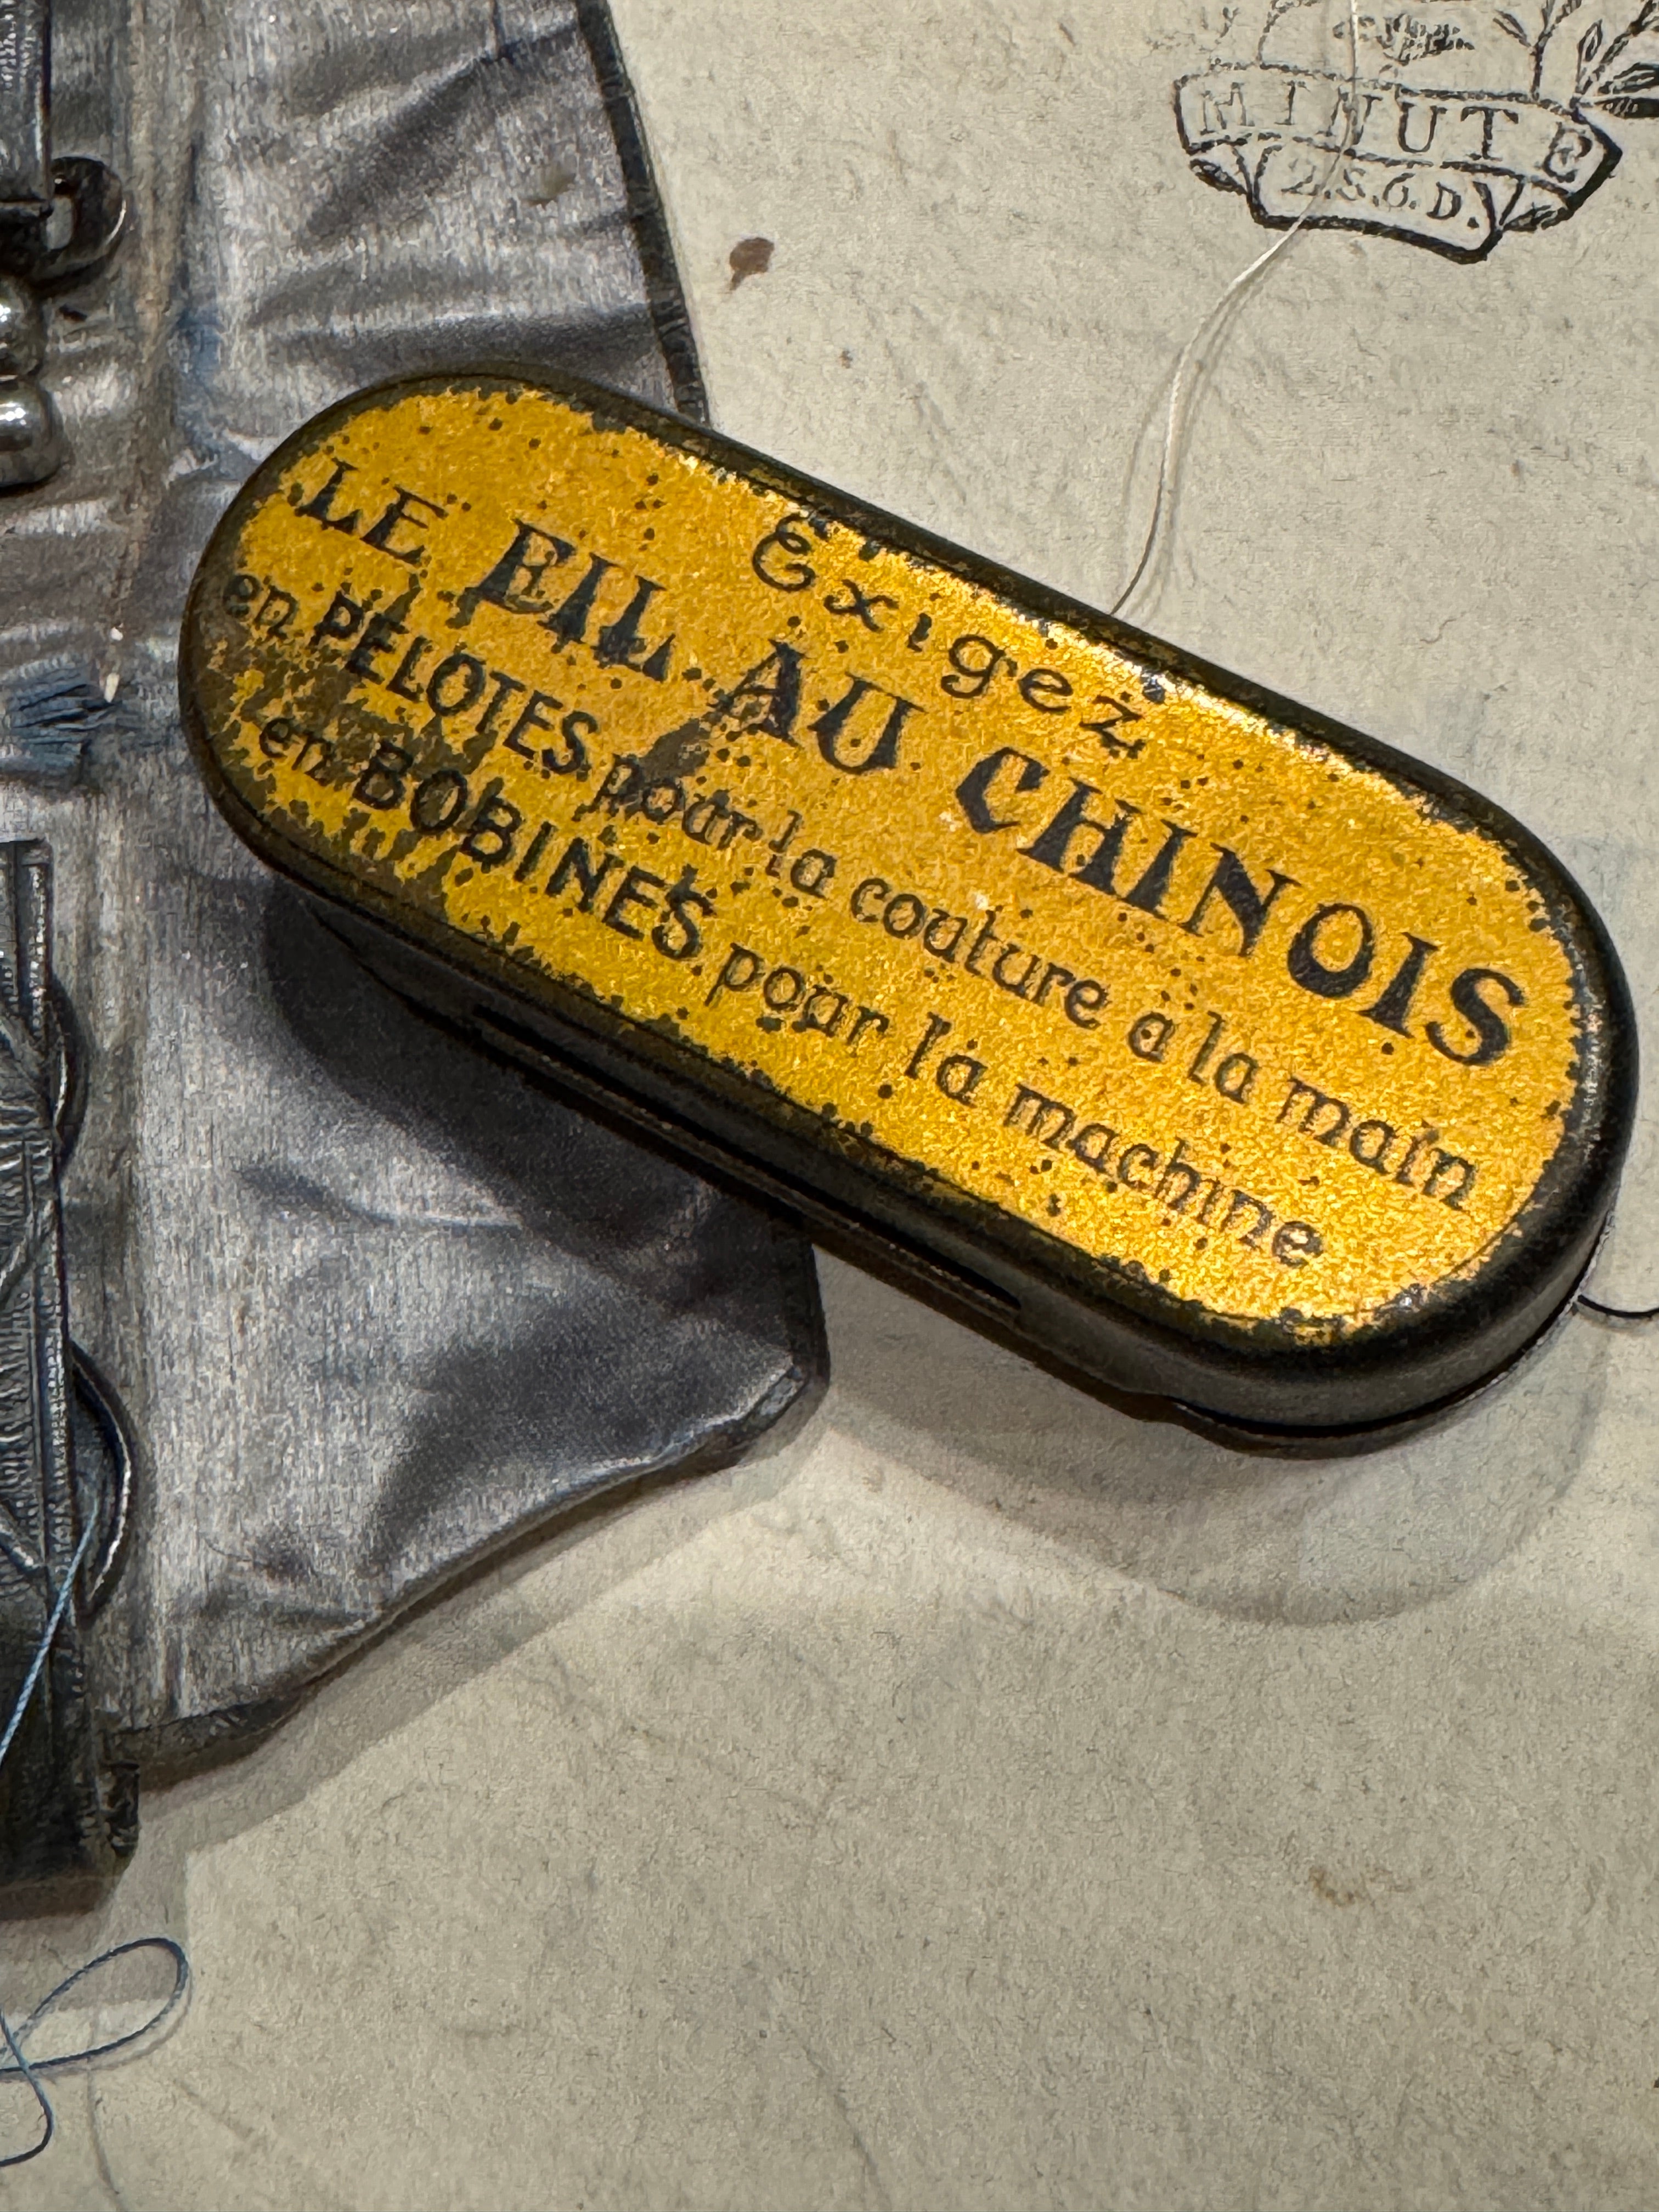 MINUTE
2.S.6.D.
Exigez
LE FIL AU CHINOIS
en PELOTES pour la couture a la main
en BOBINES pour la machine